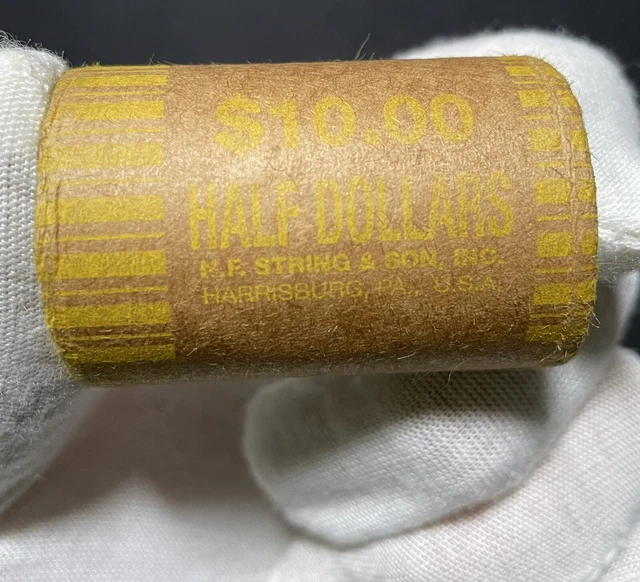 $10.00
HALF DOLLARS
N.F. STRING & SON, INC.
HARRISBURG, PA., U.S.A